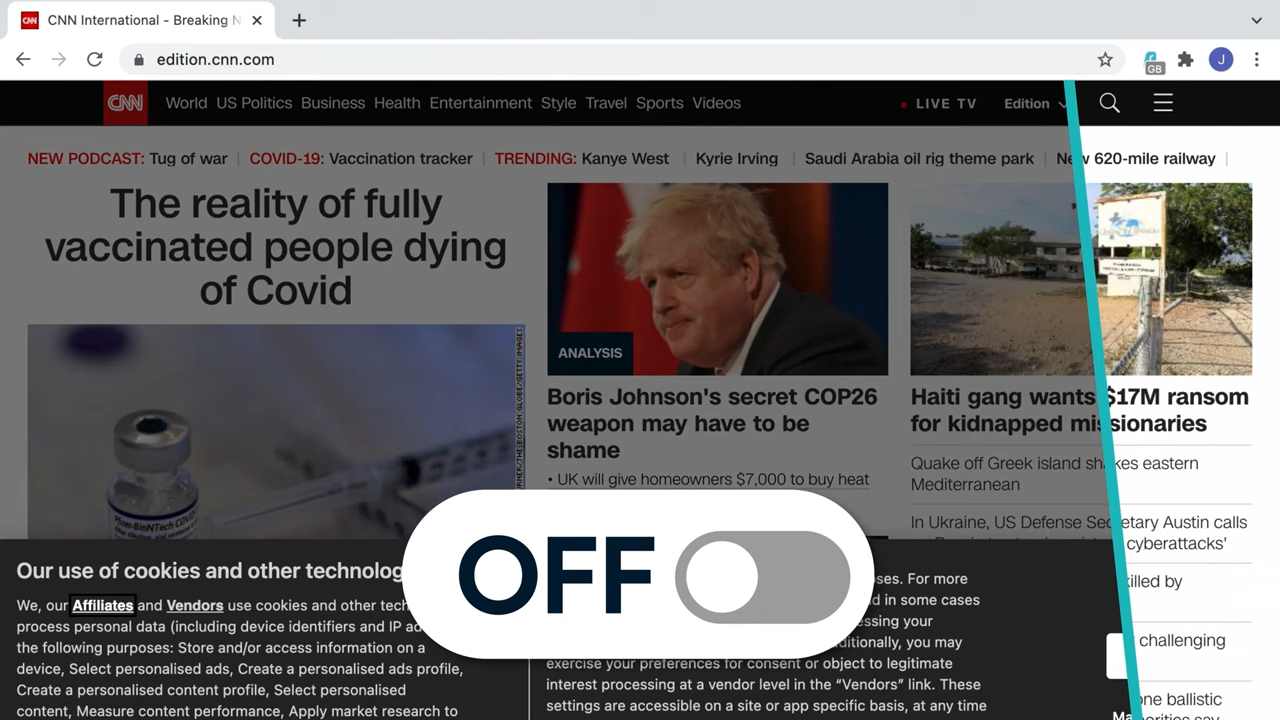 CNN International - Breaking N
edition.cnn.com
GB
J
CNN
World US Politics Business Health Entertainment Style Travel Sports Videos
LIVE TV
Edition
NEW PODCAST: Tug of war
COVID-19: Vaccination tracker
TRENDING: Kanye West
Kyrie Irving
Saudi Arabia oil rig theme park
New 620-mile railway
The reality of fully
vaccinated people dying
of Covid
ANALYSIS
Boris Johnson's secret COP26
weapon may have to be
shame
• UK will give homeowners $7,000 to buy heat
Haiti gang wants $17M ransom
for kidnapped missionaries
Quake off Greek island shakes eastern
Mediterranean
In Ukraine, US Defense Secretary Austin calls
cyberattacks'
killed by
challenging
one ballistic
OFF
Our use of cookies and other technolog
We, our Affiliates and Vendors use cookies and other tech
process personal data (including device identifiers and IP ad
the following purposes: Store and/or access information on a
device, Select personalised ads, Create a personalised ads profile,
Create a personalised content profile, Select personalised
content, Measure content performance, Apply market research to
oses. For more
d in some cases
essing your
ditionally, you may
exercise your preferences for consent or object to legitimate
interest processing at a vendor level in the “Vendors” link. These
settings are accessible on a site or app specific basis, at any time